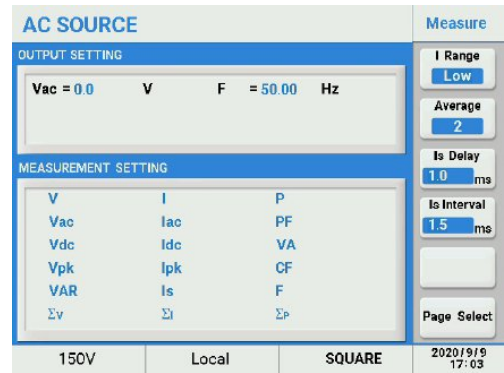 AC SOURCE
OUTPUT SETTING
Vac = 0.0 V F = 50.00 Hz
MEASUREMENT SETTING
V I P
Vac Iac PF
Vdc Idc VA
Vpk Ipk CF
VAR Is F
ΣV ΣI ΣP
150V Local SQUARE
Measure
I Range
Low
Average
2
Is Delay
1.0 ms
Is Interval
1.5 ms
Page Select
2020/9/9
17:03